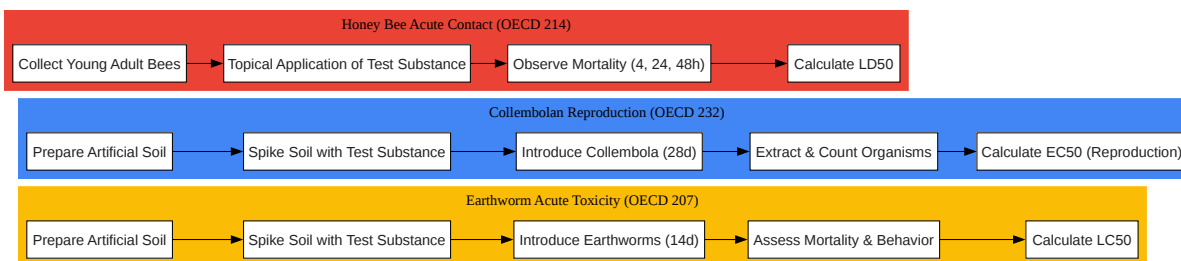 Honey Bee Acute Contact (OECD 214)
Collect Young Adult Bees
Topical Application of Test Substance
Observe Mortality (4, 24, 48h)
Calculate LD50
Collembolan Reproduction (OECD 232)
Prepare Artificial Soil
Spike Soil with Test Substance
Introduce Collembola (28d)
Extract & Count Organisms
Calculate EC50 (Reproduction)
Earthworm Acute Toxicity (OECD 207)
Prepare Artificial Soil
Spike Soil with Test Substance
Introduce Earthworms (14d)
Assess Mortality & Behavior
Calculate LC50